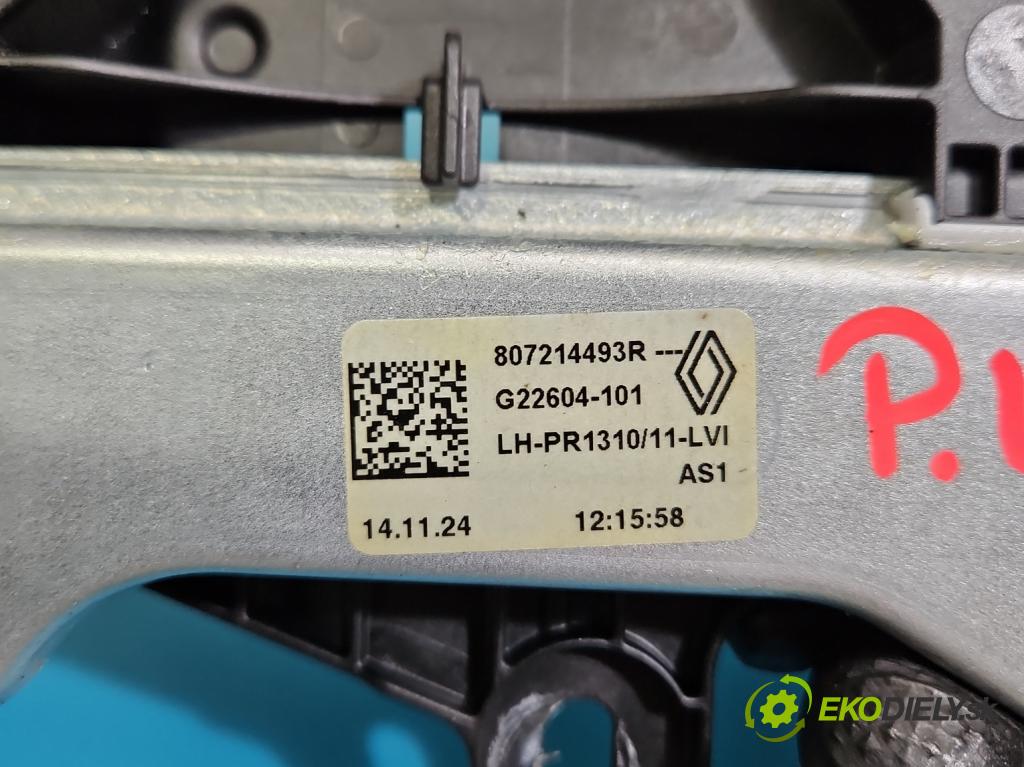 807214493R ---
G22604-101
LH-PR1310/11-LVI
AS1
14.11.24 12:15:58
P.
EKODIELY.sk